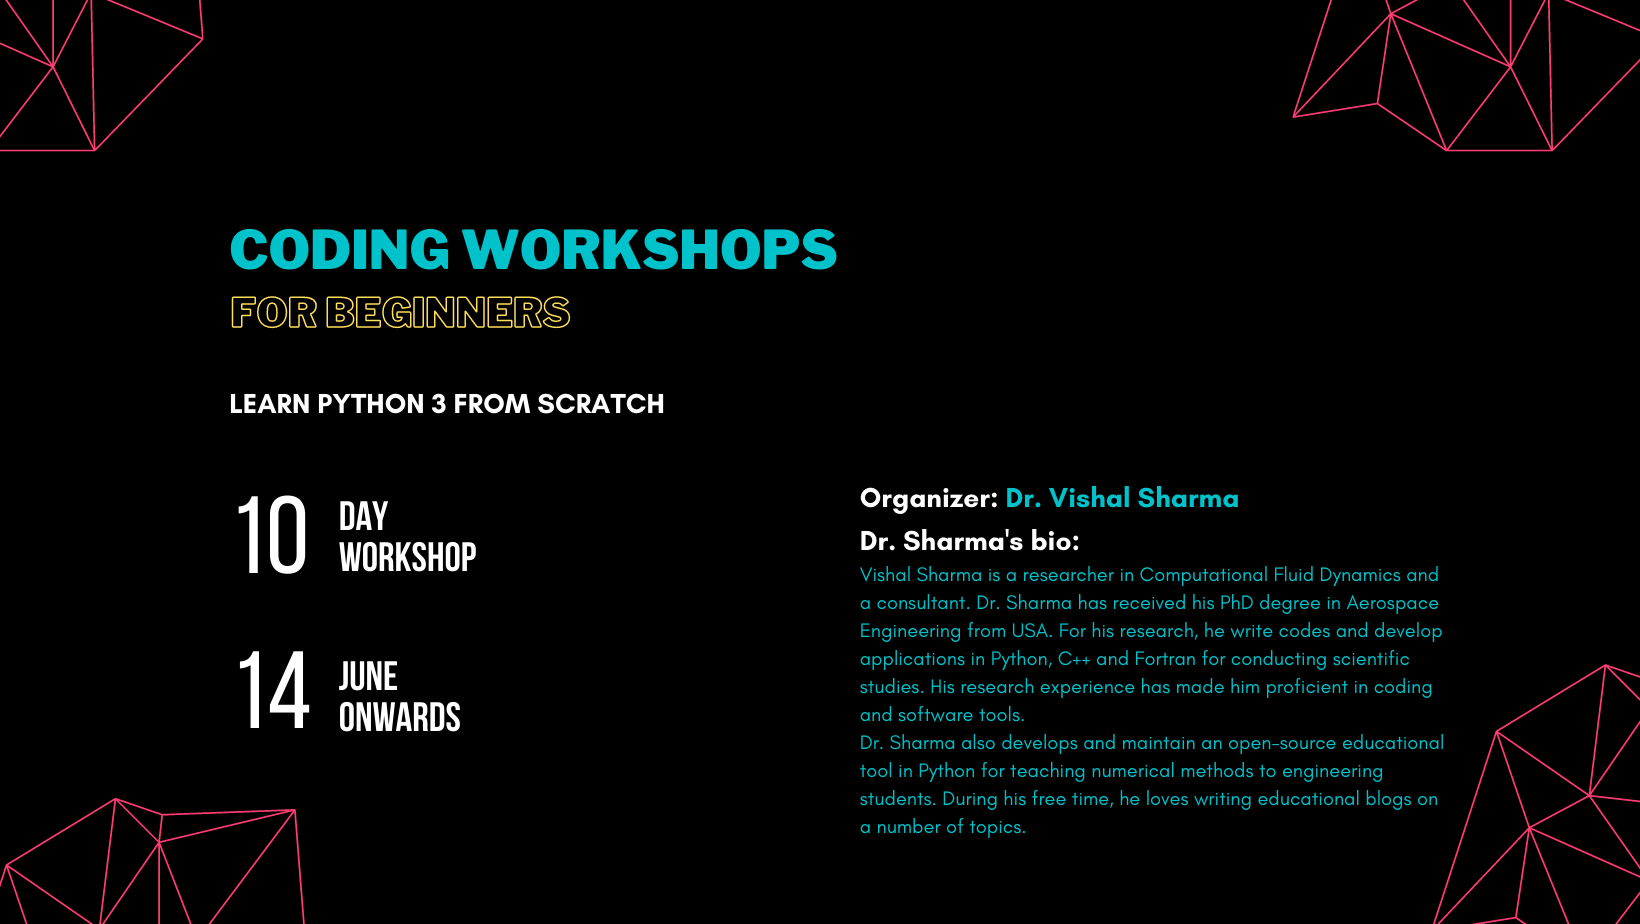 CODING WORKSHOPS
FOR BEGINNERS
LEARN PYTHON 3 FROM SCRATCH
10 DAY
WORKSHOP
14 JUNE
ONWARDS
Organizer: Dr. Vishal Sharma
Dr. Sharma's bio:
Vishal Sharma is a researcher in Computational Fluid Dynamics and
a consultant. Dr. Sharma has received his PhD degree in Aerospace
Engineering from USA. For his research, he write codes and develop
applications in Python, C++ and Fortran for conducting scientific
studies. His research experience has made him proficient in coding
and software tools.
Dr. Sharma also develops and maintain an open-source educational
tool in Python for teaching numerical methods to engineering
students. During his free time, he loves writing educational blogs on
a number of topics.